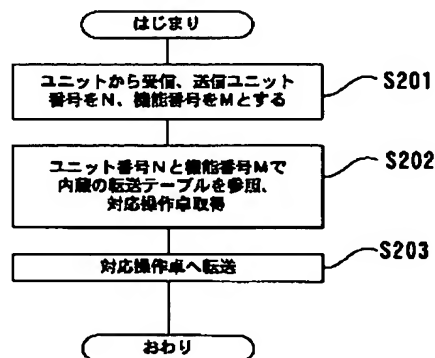 はじまり
ユニットから受信、送信ユニット
番号をN、機能番号をMとする
S201
ユニット番号Nと機能番号Mで
内蔵の転送テーブルを参照、
対応操作卓取得
S202
対応操作卓へ転送
S203
おわり